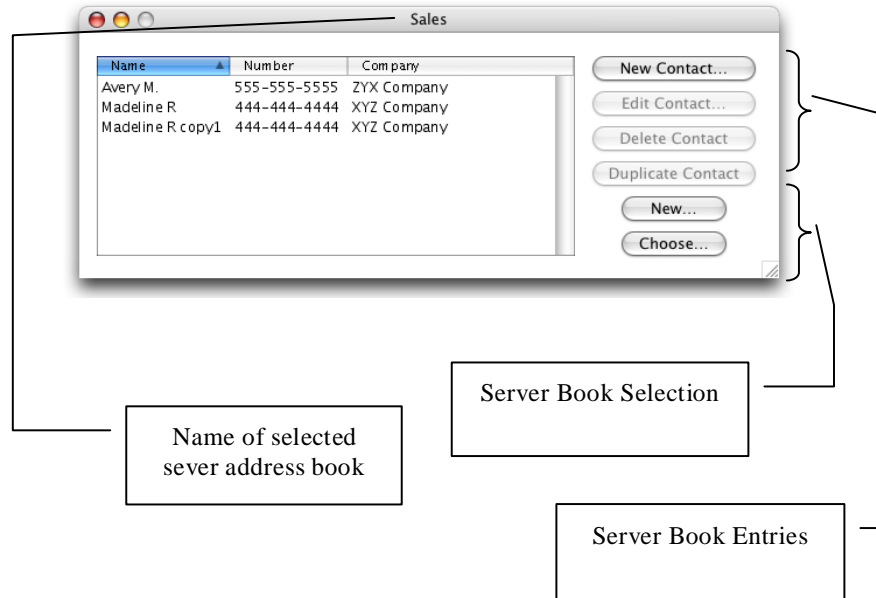 Sales
Name Number Company
Avery M. 555-555-5555 ZYX Company
Madeline R 444-444-4444 XYZ Company
Madeline R copy1 444-444-4444 XYZ Company
New Contact...
Edit Contact...
Delete Contact
Duplicate Contact
New...
Choose...
Server Book Selection
Name of selected
sever address book
Server Book Entries